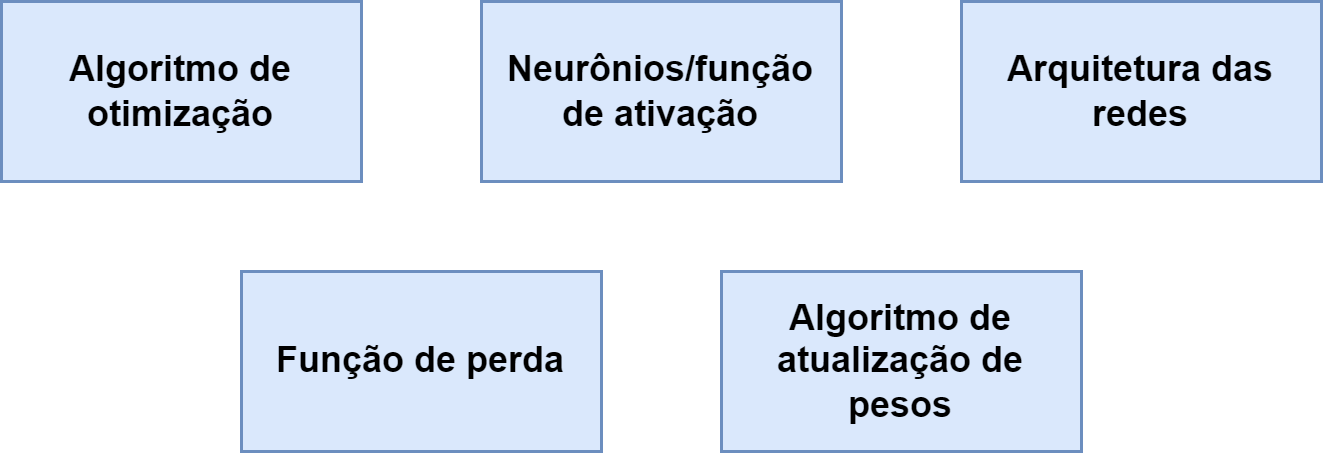 Algoritmo de
otimização
Neurônios/função
de ativação
Arquitetura das
redes
Função de perda
Algoritmo de
atualização de
pesos